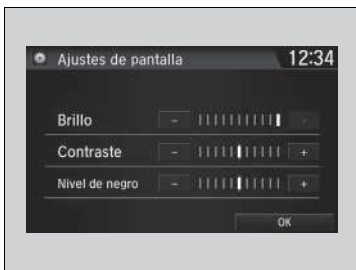 Ajustes de pantalla 12:34
Brillo - +
Contraste - +
Nivel de negro - +
OK